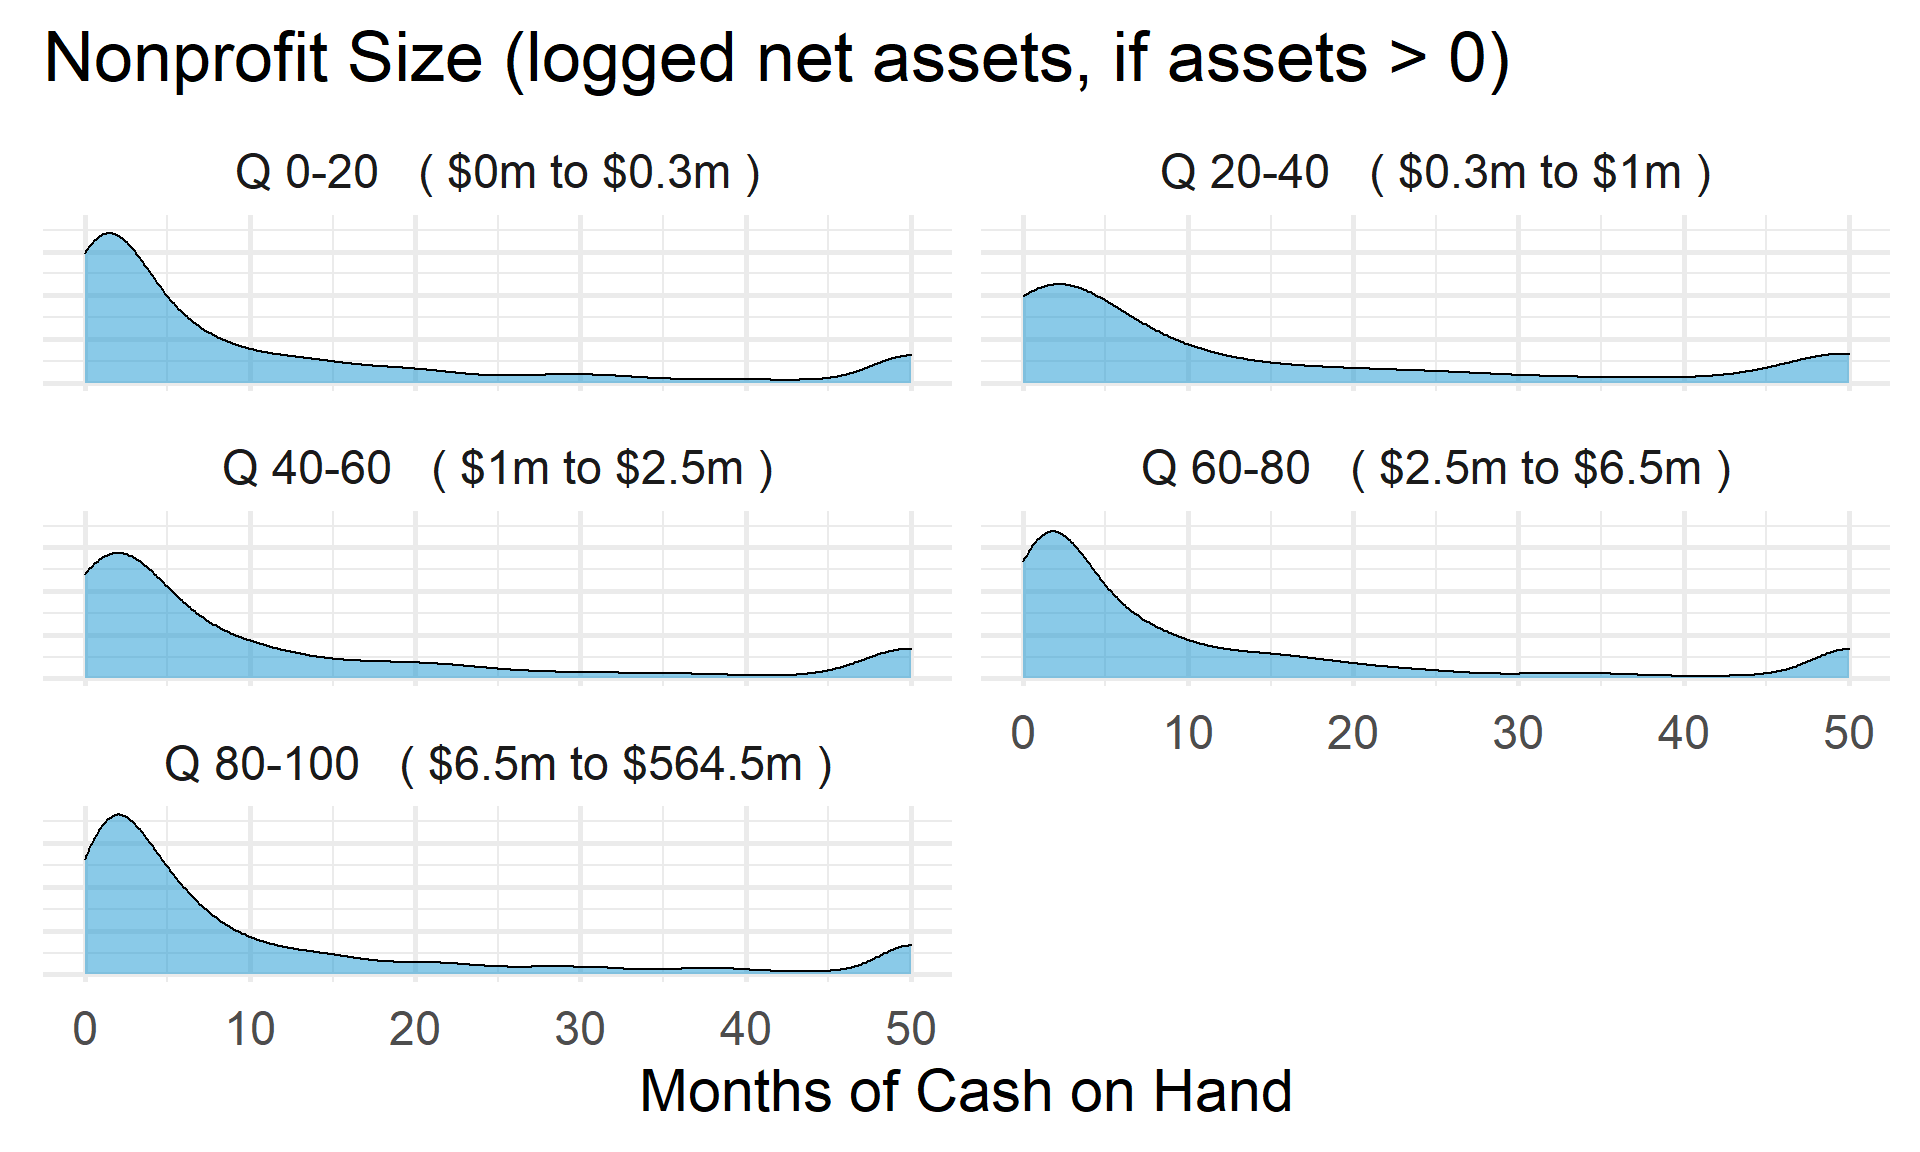 Nonprofit Size (logged net assets, if assets > 0)
Q 0-20 ( $0m to $0.3m )
Q 20-40 ( $0.3m to $1m )
Q 40-60 ( $1m to $2.5m )
Q 60-80 ( $2.5m to $6.5m )
0 10 20 30 40 50
Q 80-100 ( $6.5m to $564.5m )
0 10 20 30 40 50
Months of Cash on Hand